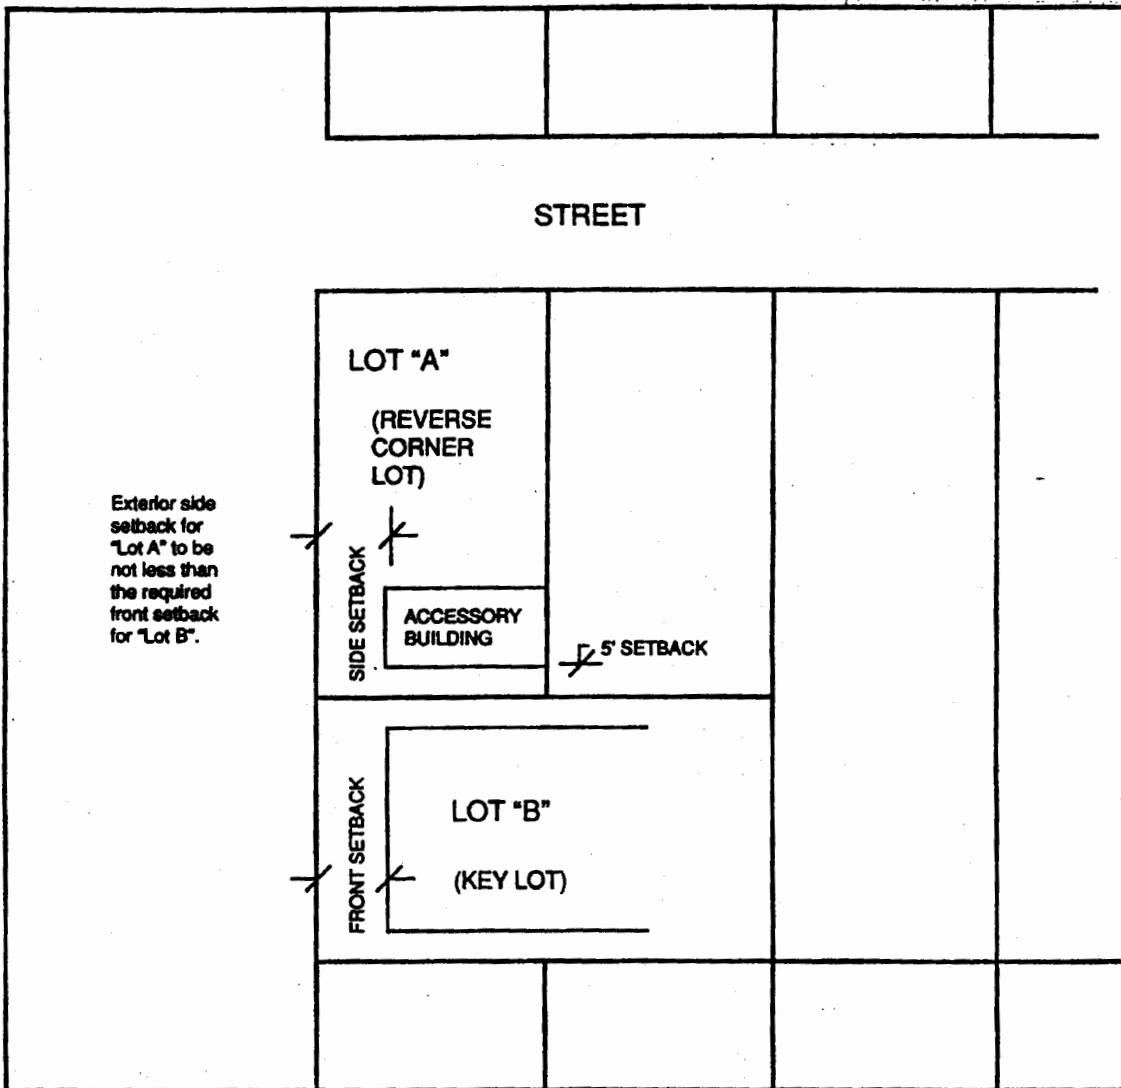 STREET
LOT "A"
(REVERSE
CORNER
LOT)
Exterior side
setback for
"Lot A" to be
not less than
the required
front setback
for "Lot B".
SIDE SETBACK
ACCESSORY
BUILDING
5' SETBACK
FRONT SETBACK
LOT "B"
(KEY LOT)